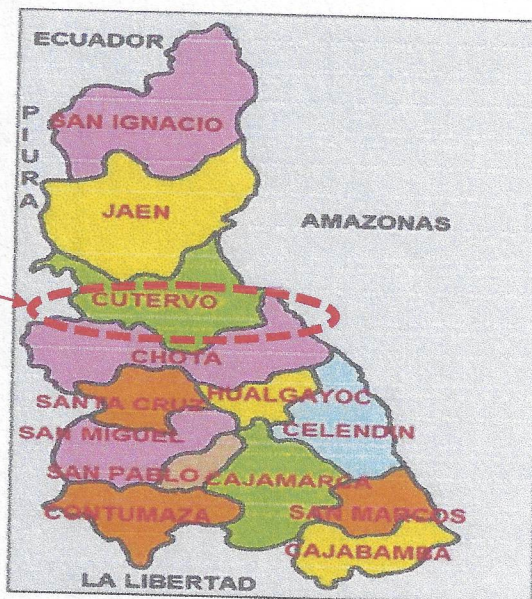 ECUADOR
PIURA
SAN IGNACIO
JAEN
AMAZONAS
CUTERVO
CHOTA
HUALGAYOC
SANTA CRUZ
CELENDIN
SAN MIGUEL
SAN PABLO
CAJAMARCA
CONTUMAZA
SAN MARCOS
CAJABAMBA
LA LIBERTAD